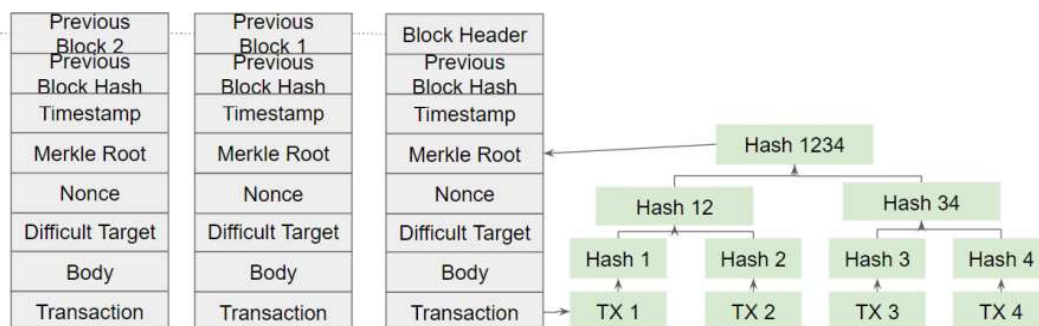 Previous
Block 2
Previous
Block Hash
Timestamp
Merkle Root
Nonce
Difficult Target
Body
Transaction
Previous
Block 1
Previous
Block Hash
Timestamp
Merkle Root
Nonce
Difficult Target
Body
Transaction
Block Header
Previous
Block Hash
Timestamp
Merkle Root
Nonce
Difficult Target
Body
Transaction
Hash 1234
Hash 12
Hash 34
Hash 1
Hash 2
Hash 3
Hash 4
TX 1
TX 2
TX 3
TX 4